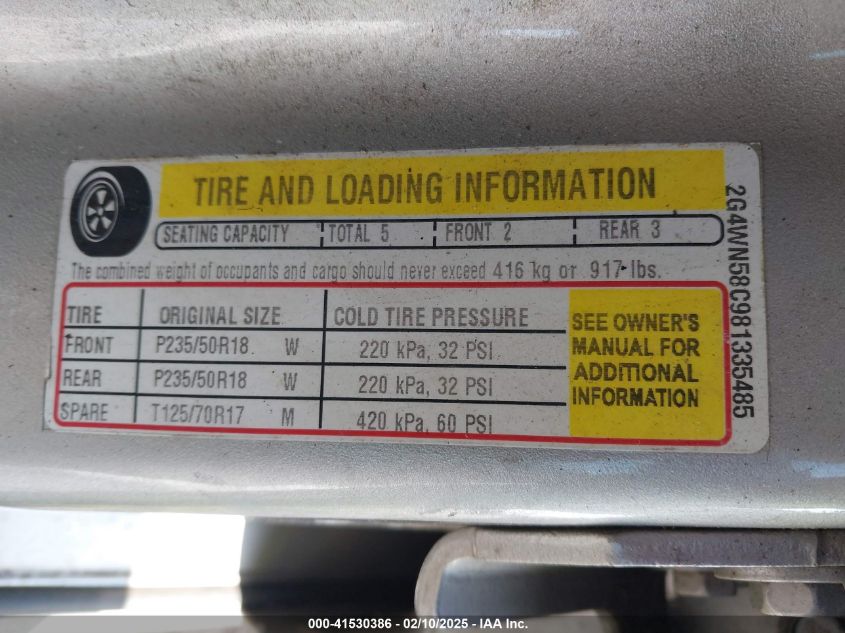 TIRE AND LOADING INFORMATION
SEATING CAPACITY TOTAL 5 FRONT 2 REAR 3
The combined weight of occupants and cargo should never exceed 416 kg or 917 lbs.
TIRE ORIGINAL SIZE COLD TIRE PRESSURE
FRONT P235/50R18 W 220 kPa, 32 PSI
REAR P235/50R18 W 220 kPa, 32 PSI
SPARE T125/70R17 M 420 kPa, 60 PSI
SEE OWNER'S
MANUAL FOR
ADDITIONAL
INFORMATION
2G4WN58C981335485
000-41530386 - 02/10/2025 - IAA Inc.